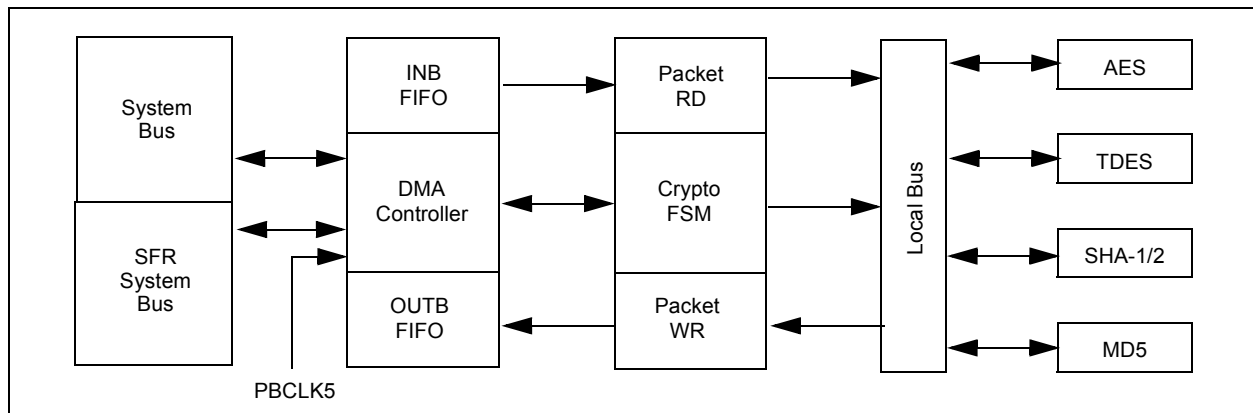 System
Bus
SFR
System
Bus
PBCLK5
INB
FIFO
DMA
Controller
OUTB
FIFO
Packet
RD
Crypto
FSM
Packet
WR
Local Bus
AES
TDES
SHA-1/2
MD5